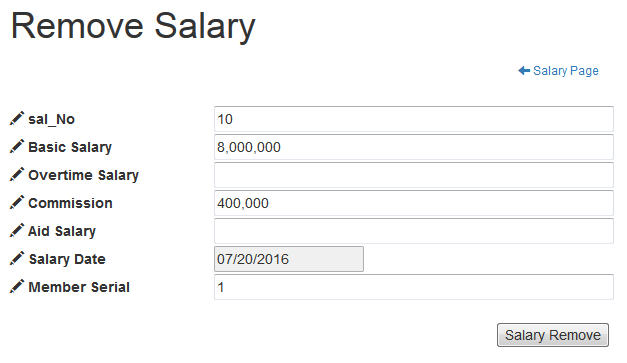 Remove Salary
Salary Page
sal_No 10
Basic Salary 8,000,000
Overtime Salary
Commission 400,000
Aid Salary
Salary Date 07/20/2016
Member Serial 1
Salary Remove